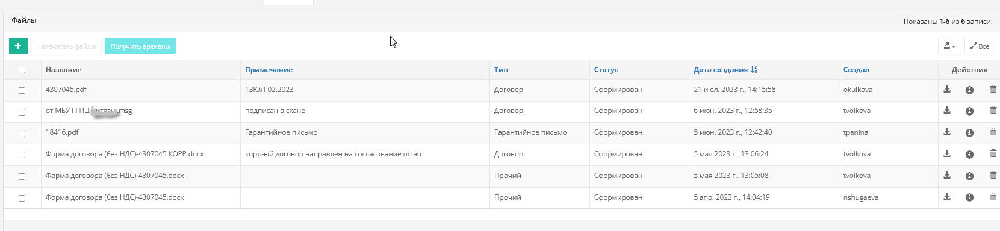 Файлы
Показаны 1-6 из 6 записи.
Напечатать файлы Получить архивом Все
Название Примечание Тип Статус Дата создания Создал Действия
4307045.pdf 13ЮЛ-02.2023 Договор Сформирован 21 июл. 2023 г., 14:15:58 okulkova
от МБУ ГГПЦ .msg подписан в скане Договор Сформирован 6 июн. 2023 г., 12:58:35 tvolkova
18416.pdf Гарантийное письмо Гарантийное письмо Сформирован 5 июн. 2023 г., 12:42:40 tpanina
Форма договора (без НДС)-4307045 КОРР.docx корр-ый договор направлен на согласование по эп Договор Сформирован 5 мая 2023 г., 13:06:24 tvolkova
Форма договора (без НДС)-4307045.docx Прочий Сформирован 5 мая 2023 г., 13:05:08 tvolkova
Форма договора (без НДС)-4307045.docx Прочий Сформирован 5 апр. 2023 г., 14:04:19 nshugaeva